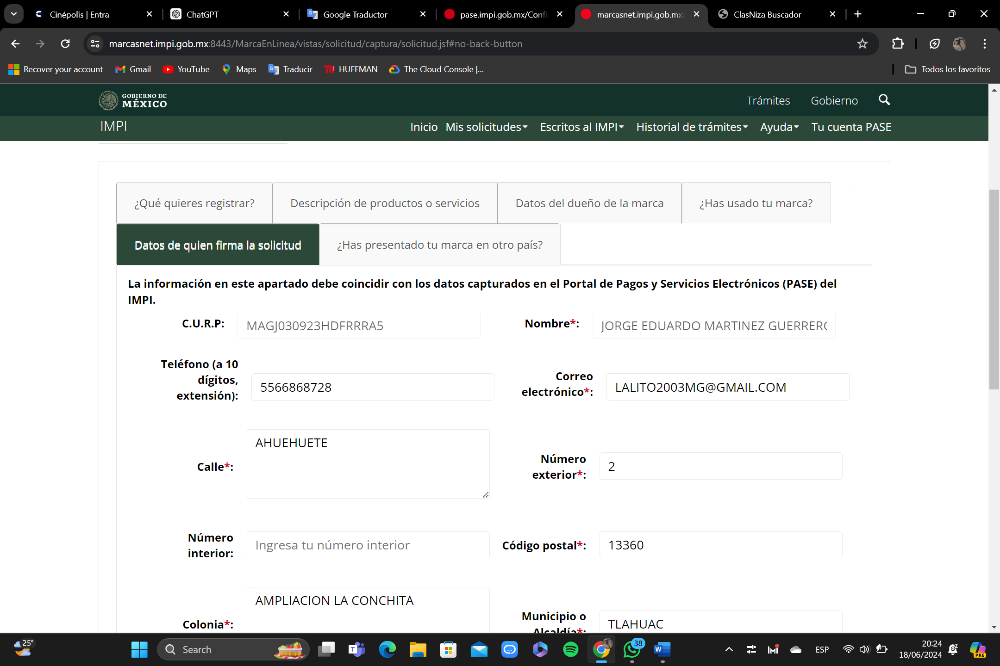 Cinépolis | Entra
ChatGPT
Google Traductor
pase.impi.gob.mx/Confi
marcasnet.impi.gob.mx:
ClasNiza Buscador
marcasnet.impi.gob.mx:8443/MarcaEnLinea/vistas/solicitud/captura/solicitud.jsf#no-back-button
Recover your account
Gmail
YouTube
Maps
Traducir
HUFFMAN
The Cloud Console |...
Todos los favoritos
GOBIERNO DE
MÉXICO
Trámites
Gobierno
IMPI
Inicio
Mis solicitudes
Escritos al IMPI
Historial de trámites
Ayuda
Tu cuenta PASE
¿Qué quieres registrar?
Descripción de productos o servicios
Datos del dueño de la marca
¿Has usado tu marca?
Datos de quien firma la solicitud
¿Has presentado tu marca en otro país?
La información en este apartado debe coincidir con los datos capturados en el Portal de Pagos y Servicios Electrónicos (PASE) del
IMPI.
C.U.R.P:
MAGJ030923HDFRRRA5
Nombre*:
JORGE EDUARDO MARTINEZ GUERRERO
Teléfono (a 10
dígitos,
extensión):
5566868728
Correo
electrónico*:
LALITO2003MG@GMAIL.COM
Calle*:
AHUEHUETE
Número
exterior*:
2
Número
interior:
Ingresa tu número interior
Código postal*:
13360
Colonia*:
AMPLIACION LA CONCHITA
Municipio o
Alcaldía*:
TLAHUAC
25°
Search
38
ESP
20:24
18/06/2024
PRE